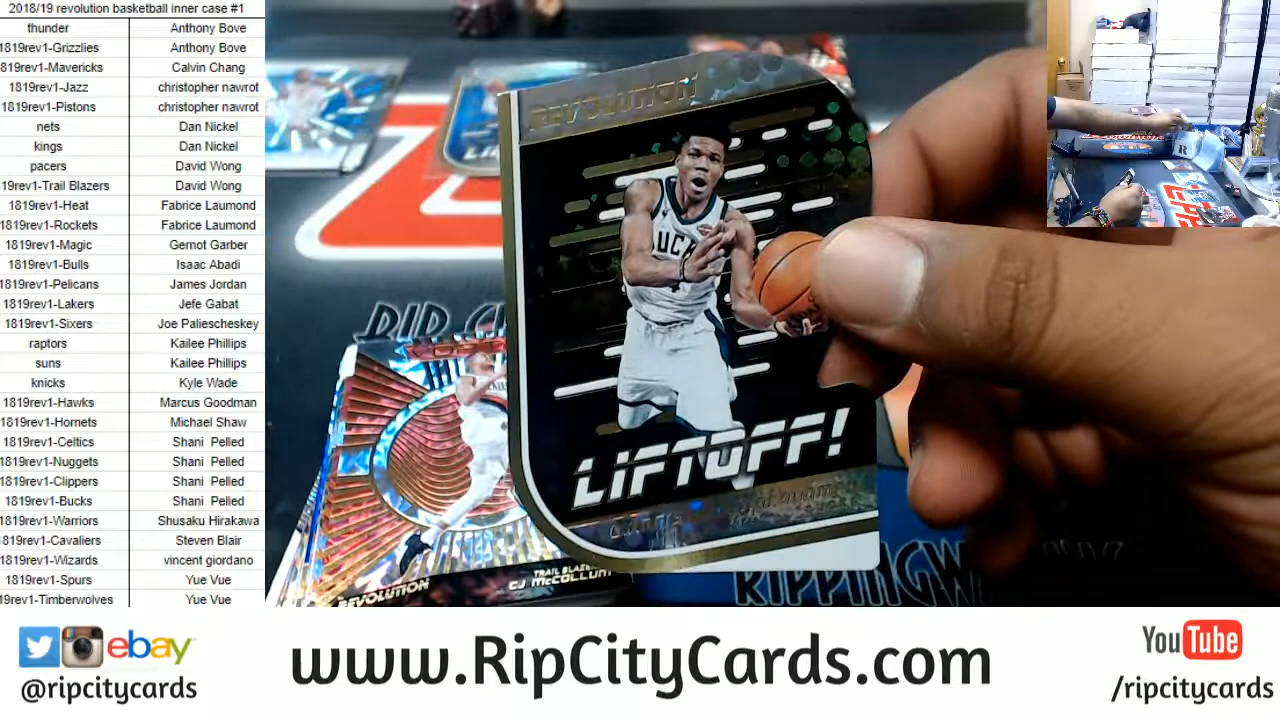 2018/19 revolution basketball inner case #1
thunder Anthony Bove
1819rev1-Grizzlies Anthony Bove
1819rev1-Mavericks Calvin Chang
1819rev1-Jazz christopher nawrot
1819rev1-Pistons christopher nawrot
nets Dan Nickel
kings Dan Nickel
pacers David Wong
19rev1-Trail Blazers David Wong
1819rev1-Heat Fabrice Laumond
1819rev1-Rockets Fabrice Laumond
1819rev1-Magic Gernot Garber
1819rev1-Bulls Isaac Abadi
1819rev1-Pelicans James Jordan
1819rev1-Lakers Jefe Gabat
1819rev1-Sixers Joe Paliescheskey
raptors Kailee Phillips
suns Kailee Phillips
knicks Kyle Wade
1819rev1-Hawks Marcus Goodman
1819rev1-Hornets Michael Shaw
1819rev1-Celtics Shani Pelled
1819rev1-Nuggets Shani Pelled
1819rev1-Clippers Shani Pelled
1819rev1-Bucks Shani Pelled
1819rev1-Warriors Shusaku Hirakawa
1819rev1-Cavaliers Steven Blair
1819rev1-Wizards vincent giordano
1819rev1-Spurs Yue Vue
19rev1-Timberwolves Yue Vue
REVOLUTION
BUCKS
LIFTOFF!
RIP
TRAIL BLAZERS
CJ McCOLLUM
REVOLUTION
RIPPINGW
ebay
@ripcitycards
www.RipCityCards.com
YouTube
/ripcitycards